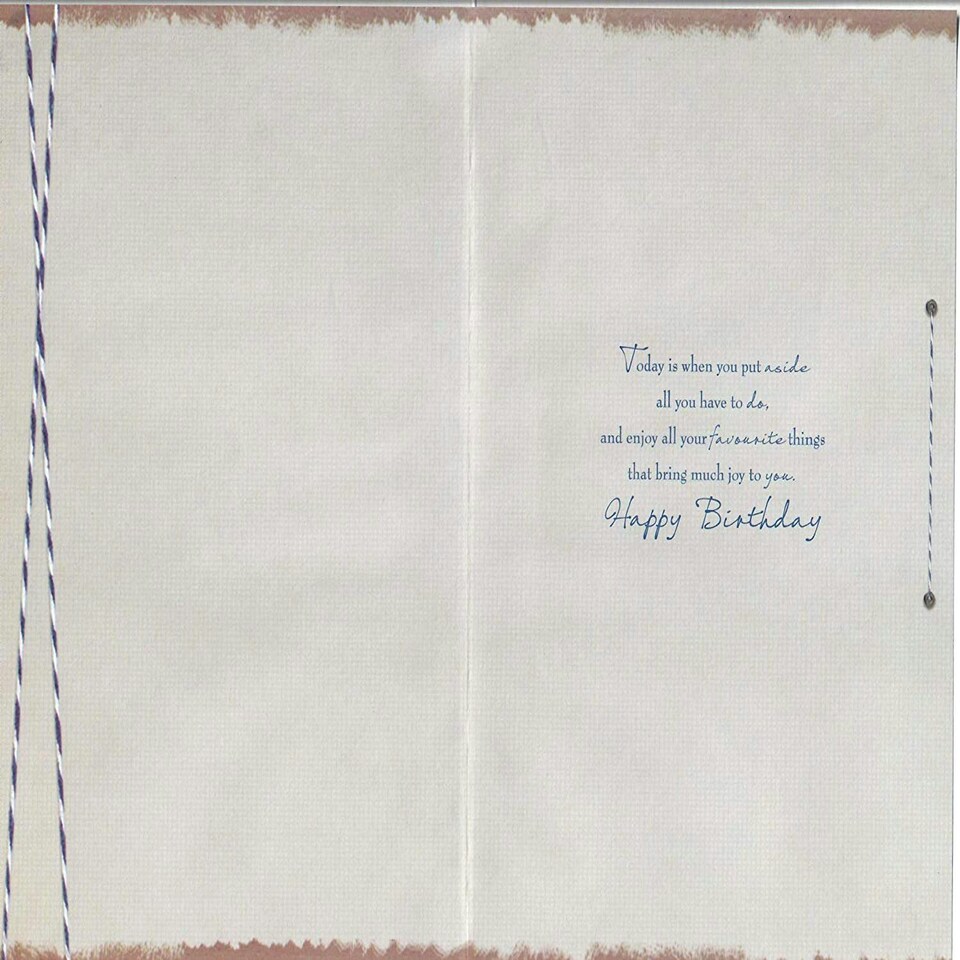 Today is when you put aside
all you have to do,
and enjoy all your favourite things
that bring much joy to you.
Happy Birthday